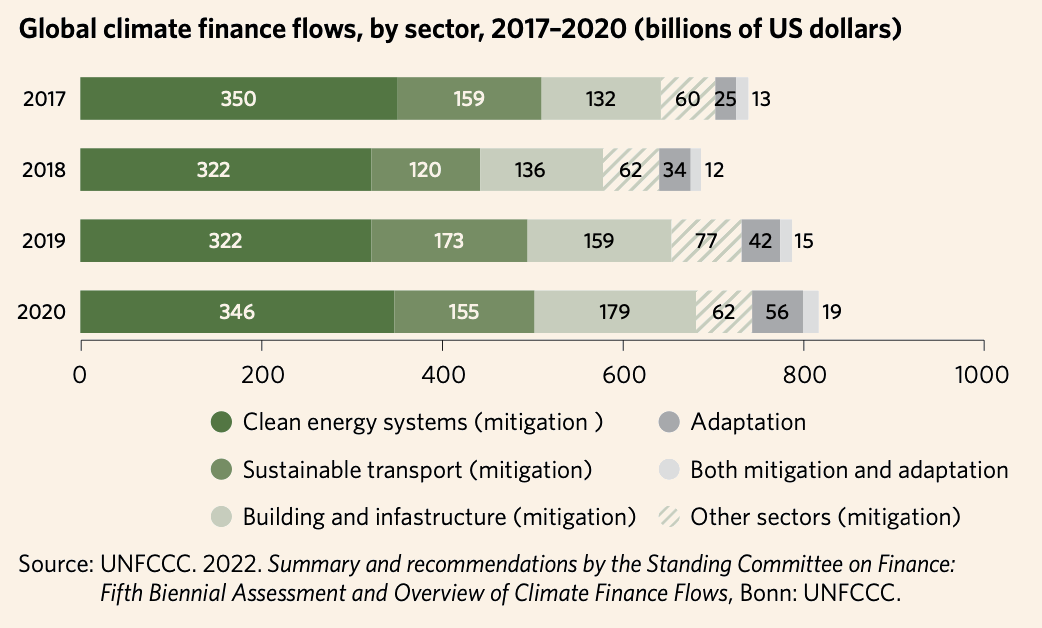 Global climate finance flows, by sector, 2017–2020 (billions of US dollars)
2017 350 159 132 60 25 13
2018 322 120 136 62 34 12
2019 322 173 159 77 42 15
2020 346 155 179 62 56 19
0 200 400 600 800 1000
Clean energy systems (mitigation )
Adaptation
Sustainable transport (mitigation)
Both mitigation and adaptation
Building and infastructure (mitigation)
Other sectors (mitigation)
Source: UNFCCC. 2022. Summary and recommendations by the Standing Committee on Finance:
Fifth Biennial Assessment and Overview of Climate Finance Flows, Bonn: UNFCCC.